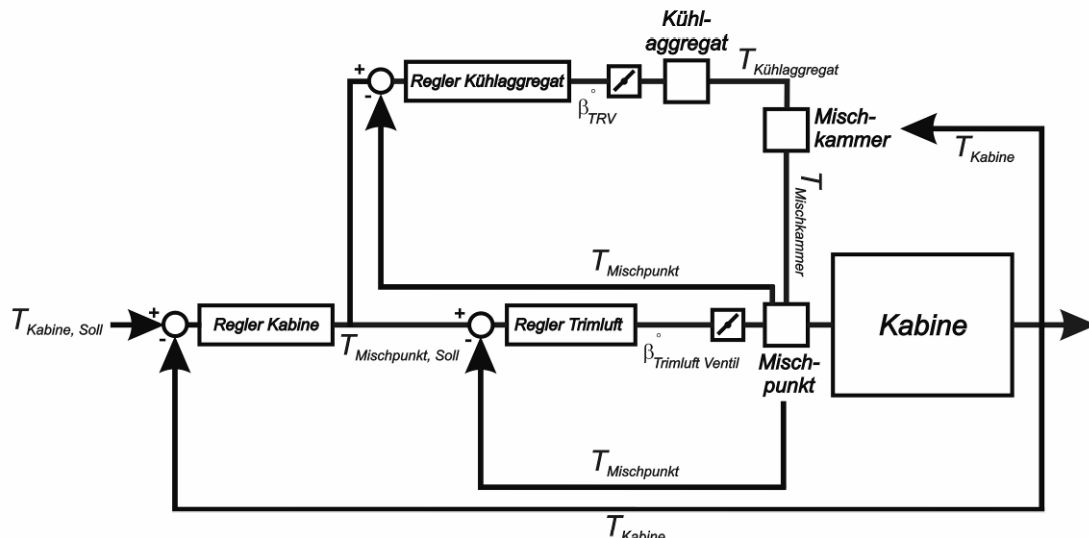 Kühl-
aggregat
T Kühlaggregat
+
-
Regler Kühlaggregat
β° TRV
Misch-
kammer
T Kabine
T Mischkammer
T Mischpunkt
T Kabine, Soll
+
-
Regler Kabine
T Mischpunkt, Soll
+
-
Regler Trimluft
β° Trimluft Ventil
Misch-
punkt
Kabine
T Mischpunkt
T Kabine